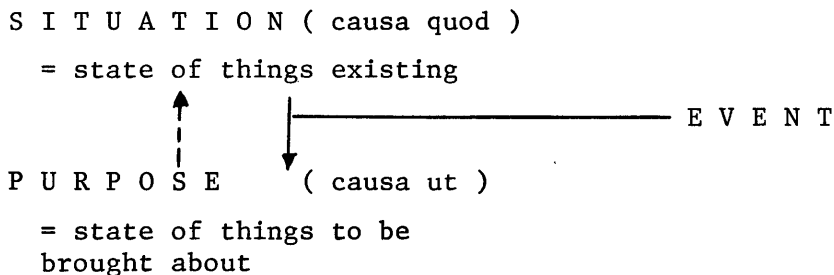 S I T U A T I O N ( causa quod )
= state of things existing
E V E N T
P U R P O S E ( causa ut )
= state of things to be
brought about